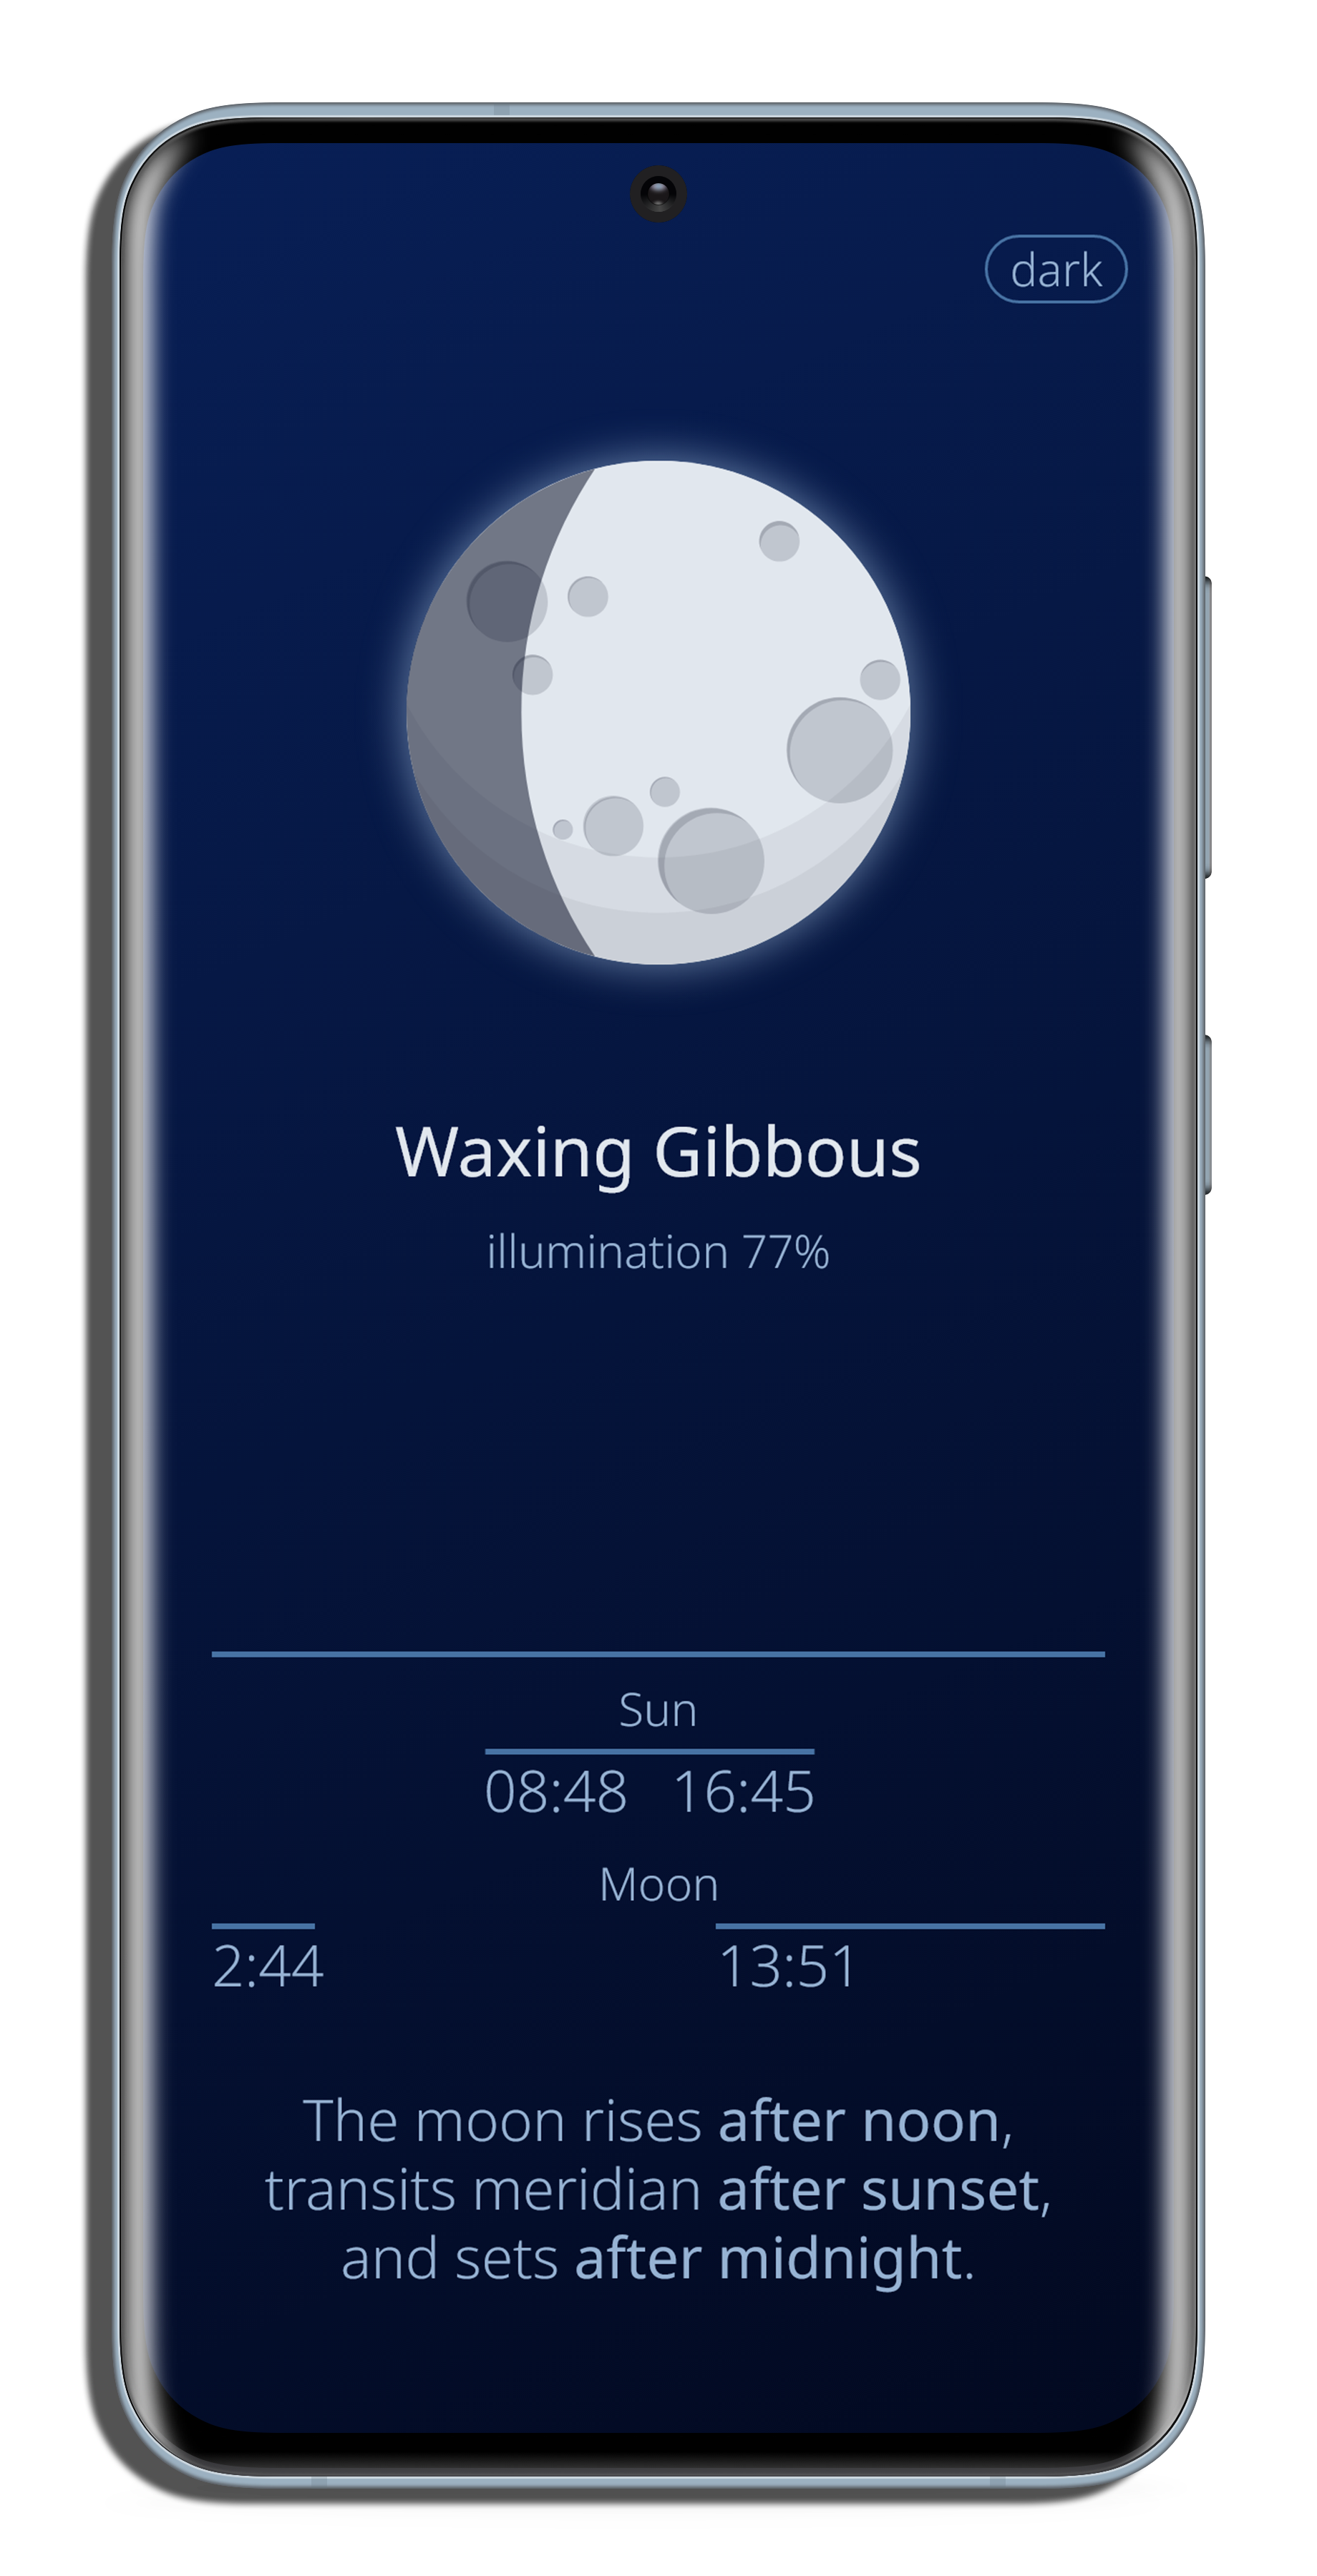 dark
Waxing Gibbous
illumination 77%
Sun
08:48 16:45
Moon
2:44 13:51
The moon rises after noon,
transits meridian after sunset,
and sets after midnight.